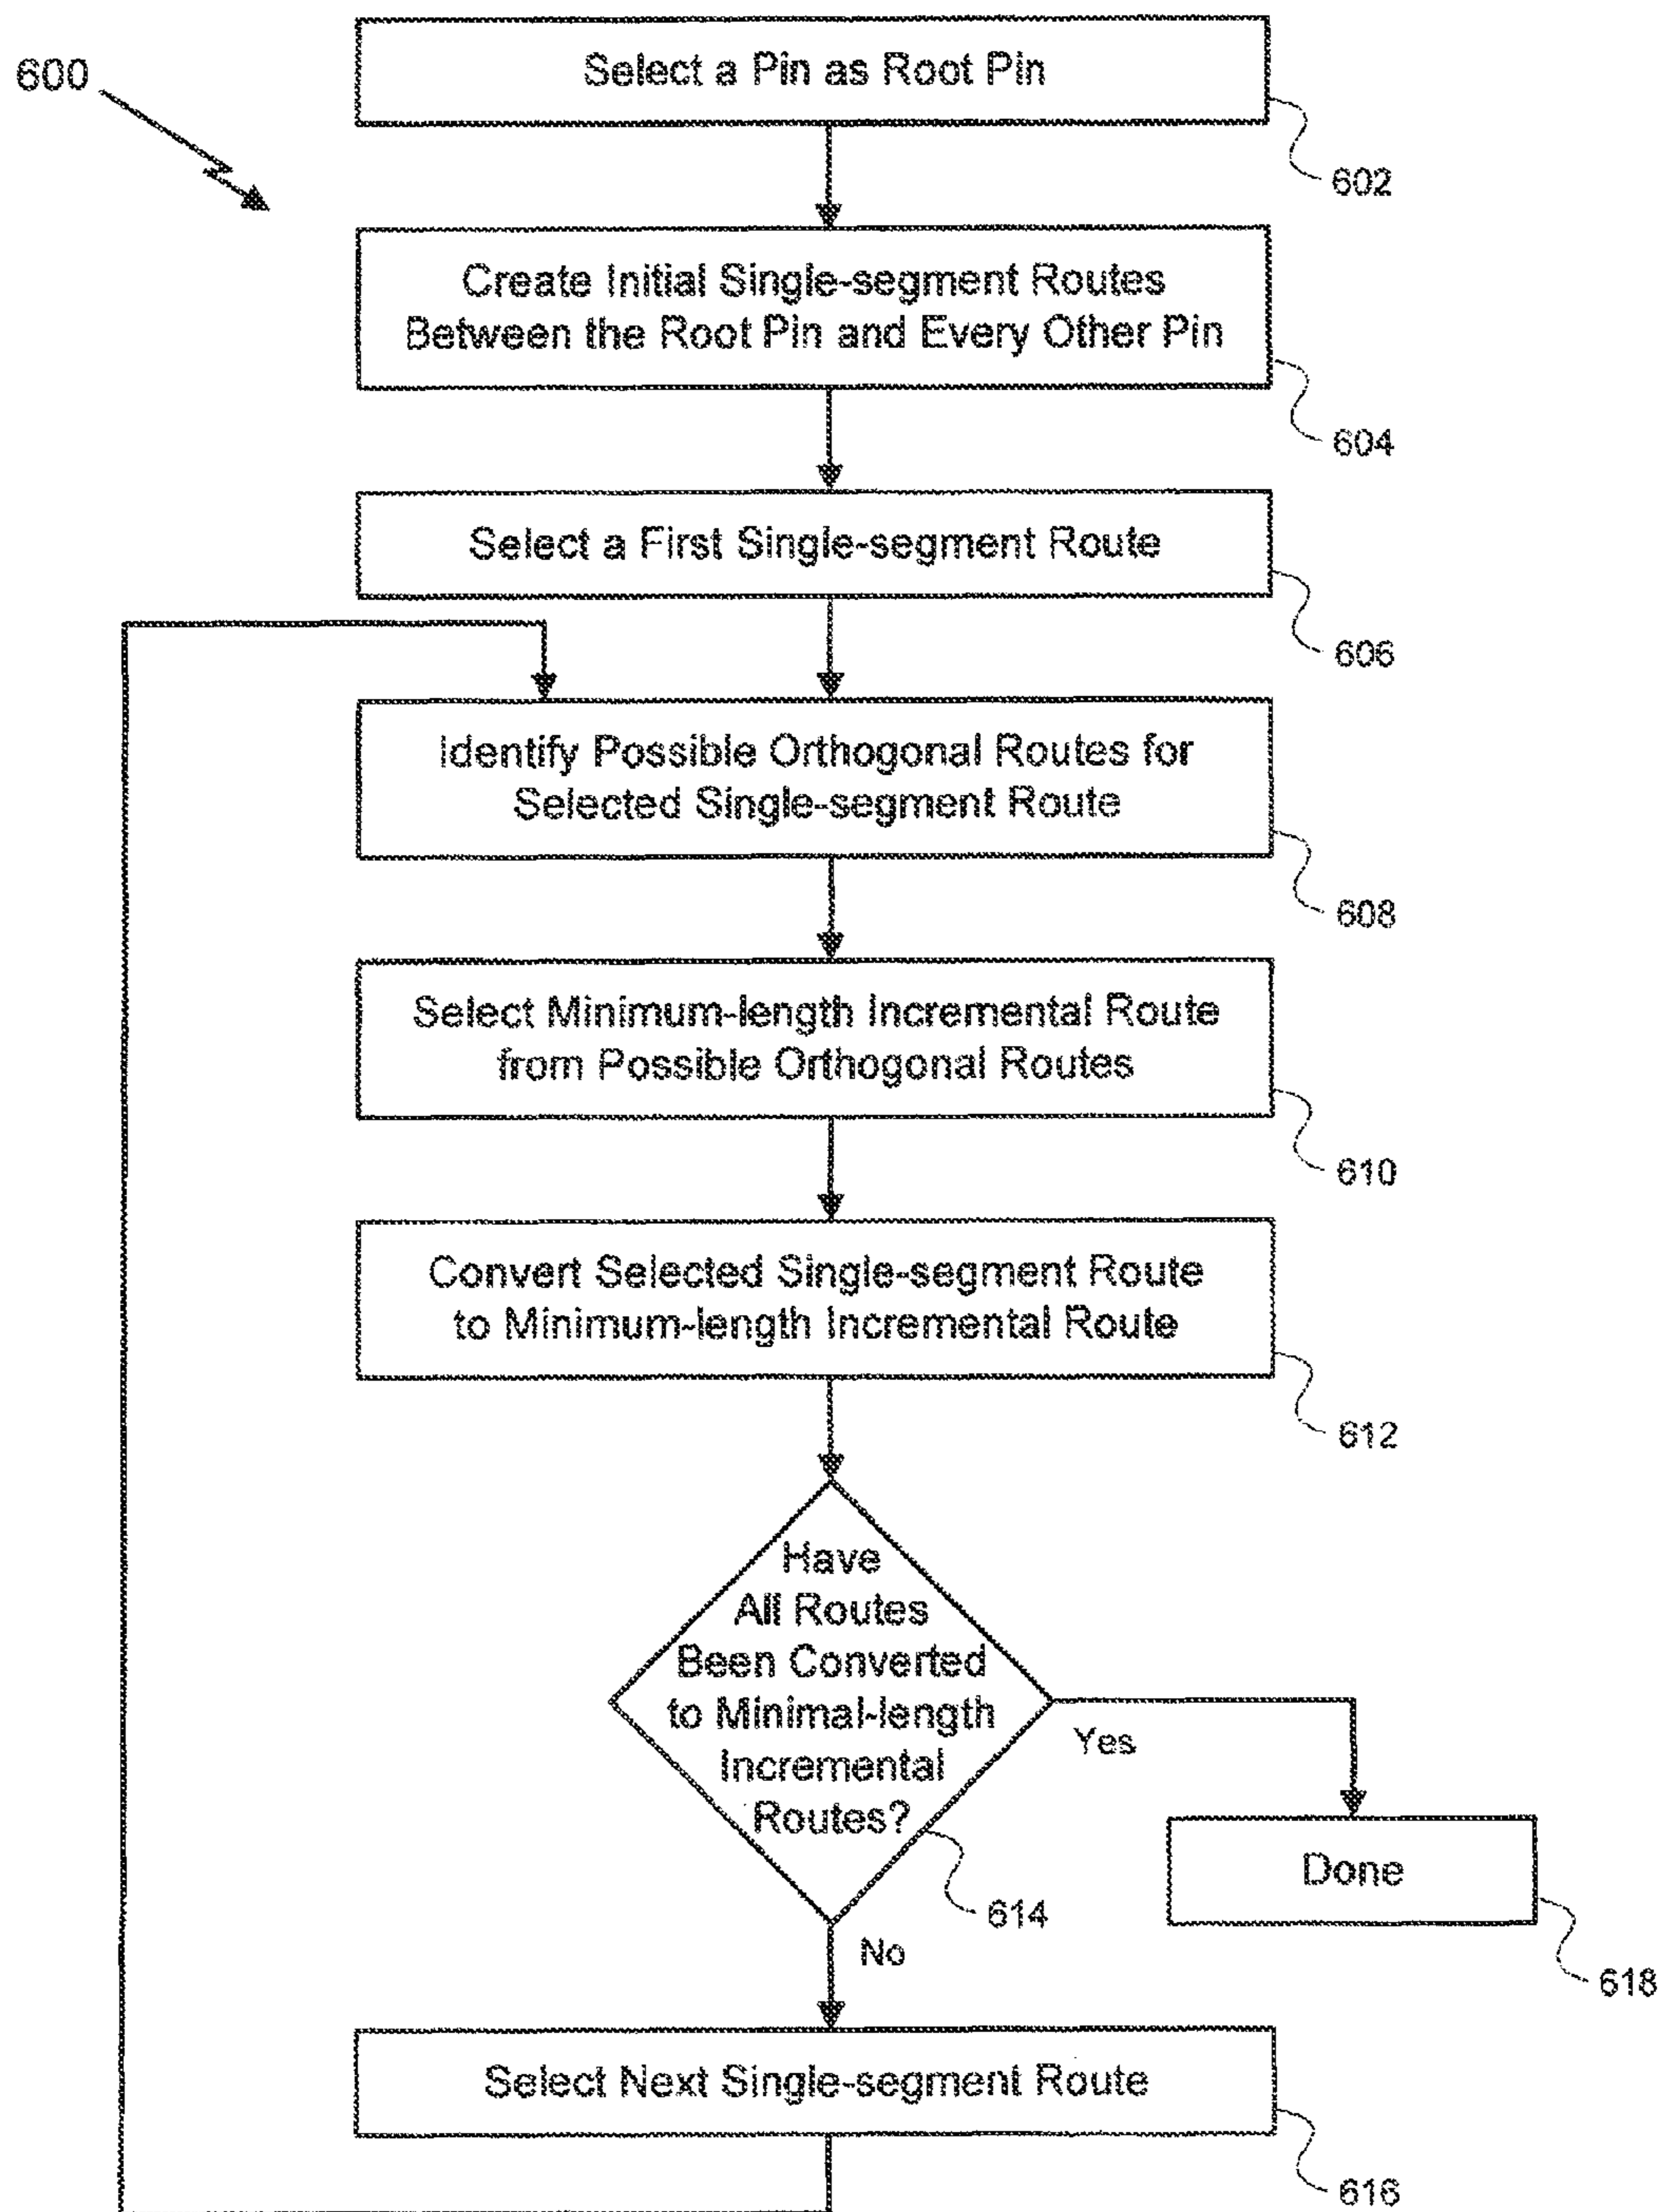 600
Select a Pin as Root Pin
602
Create Initial Single-segment Routes
Between the Root Pin and Every Other Pin
604
Select a First Single-segment Route
606
Identify Possible Orthogonal Routes for
Selected Single-segment Route
608
Select Minimum-length Incremental Route
from Possible Orthogonal Routes
610
Convert Selected Single-segment Route
to Minimum-length Incremental Route
612
Have
All Routes
Been Converted
to Minimal-length
Incremental
Routes?
Yes
614
Done
618
No
Select Next Single-segment Route
616